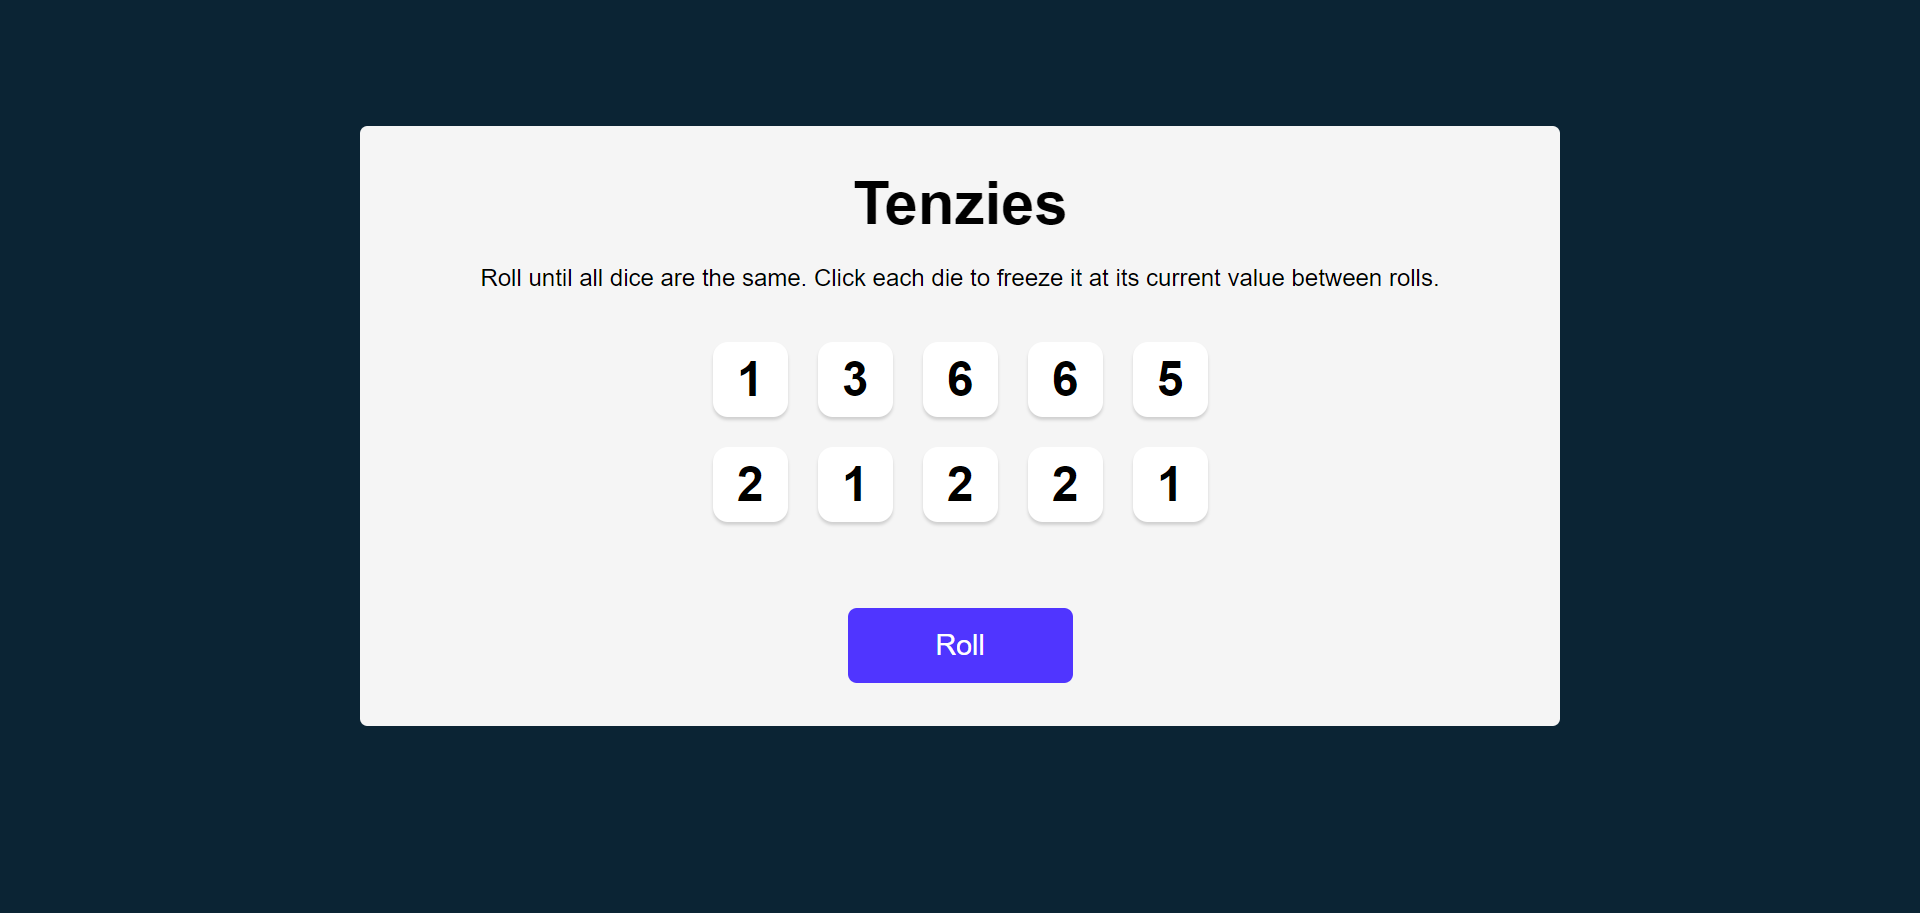 Tenzies
Roll until all dice are the same. Click each die to freeze it at its current value between rolls.
1 3 6 6 5
2 1 2 2 1
Roll